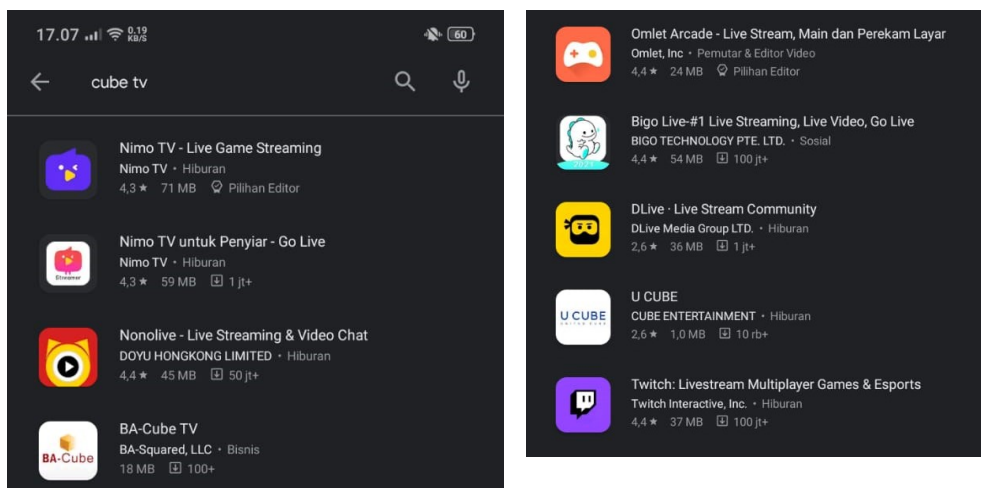 17.07 0.19 KB/S 60
cube tv
Nimo TV - Live Game Streaming
Nimo TV • Hiburan
4,3 ★ 71 MB Pilihan Editor
Nimo TV untuk Penyiar - Go Live
Nimo TV • Hiburan
4,3 ★ 59 MB 1 jt+
Streamer
Nonolive - Live Streaming & Video Chat
DOYU HONGKONG LIMITED • Hiburan
4,4 ★ 45 MB 50 jt+
BA-Cube TV
BA-Squared, LLC • Bisnis
18 MB 100+
BA-Cube
Omlet Arcade - Live Stream, Main dan Perekam Layar
Omlet, Inc • Pemutar & Editor Video
4,4 ★ 24 MB Pilihan Editor
Bigo Live-#1 Live Streaming, Live Video, Go Live
BIGO TECHNOLOGY PTE. LTD. • Sosial
4,4 ★ 54 MB 100 jt+
DLive · Live Stream Community
DLive Media Group LTD. • Hiburan
2,6 ★ 36 MB 1 jt+
U CUBE
CUBE ENTERTAINMENT • Hiburan
2,6 ★ 1,0 MB 10 rb+
U CUBE
UNITED CUBE
Twitch: Livestream Multiplayer Games & Esports
Twitch Interactive, Inc. • Hiburan
4,4 ★ 37 MB 100 jt+